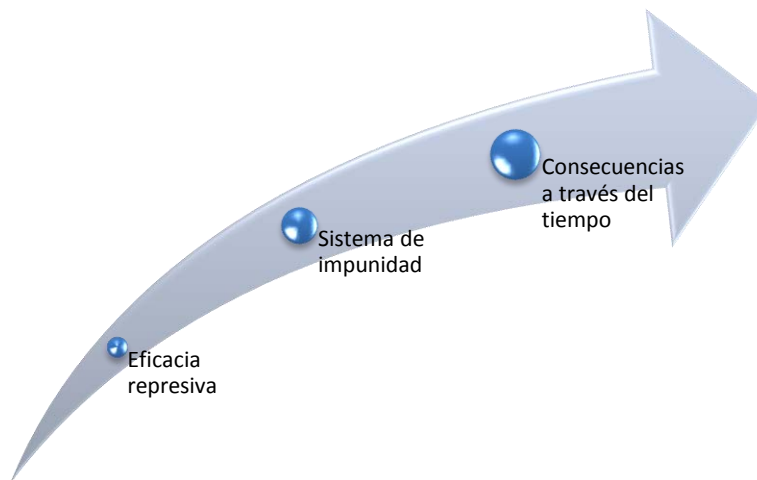 Consecuencias
a través del
tiempo
Sistema de
impunidad
Eficacia
represiva